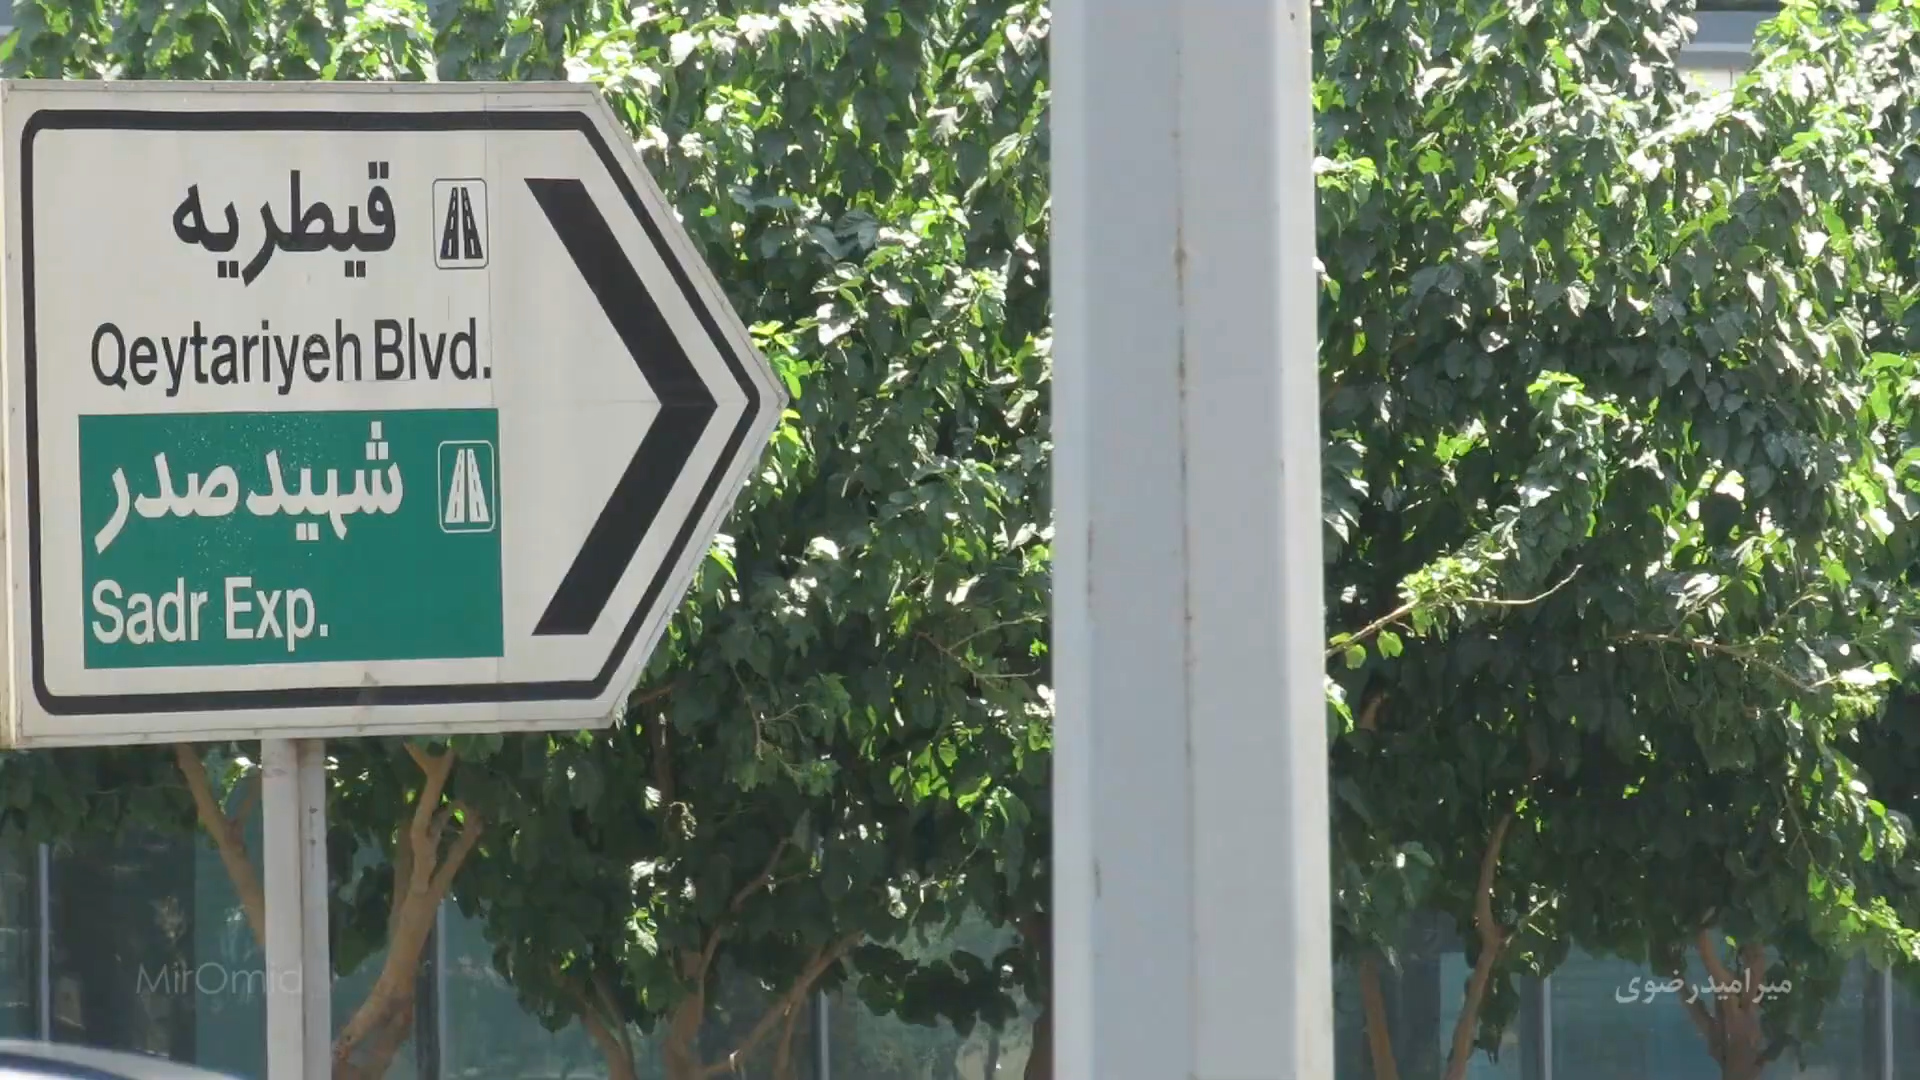 قیطریه
Qeytariyeh Blvd.
شهید صدر
Sadr Exp.
MirOmid
میرامیدرضوی